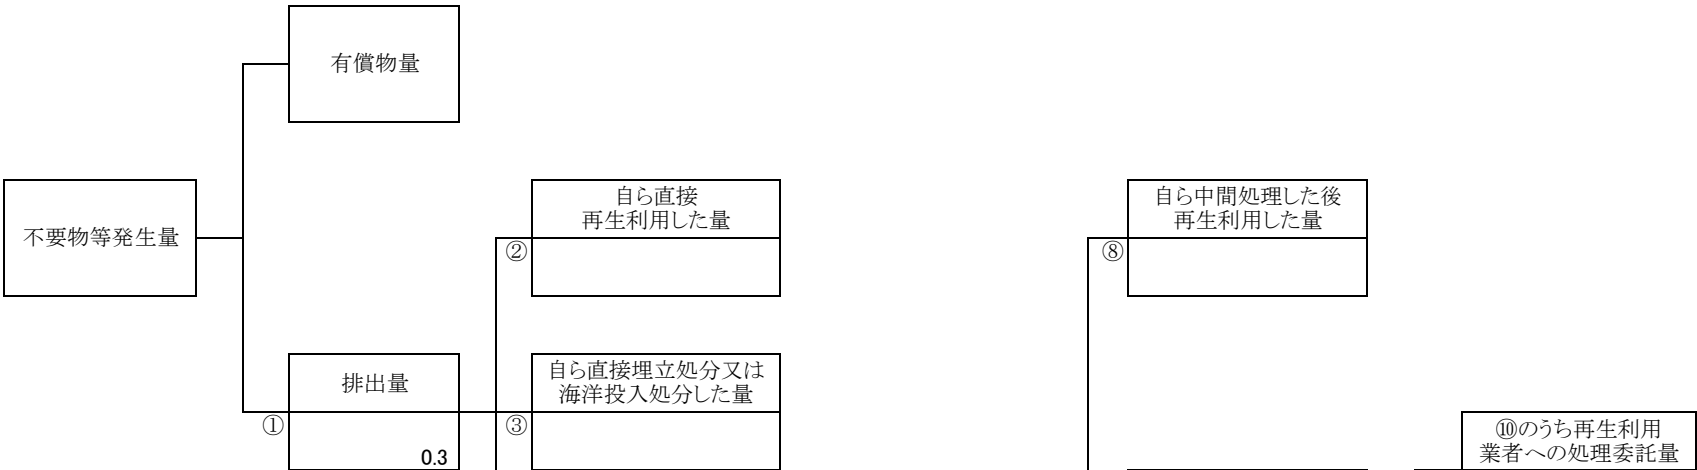 有償物量
不要物等発生量
自ら直接
再生利用した量
②
自ら中間処理した後
再生利用した量
⑧
排出量
①
0.3
自ら直接埋立処分又は
海洋投入処分した量
③
⑩のうち再生利用
業者への処理委託量